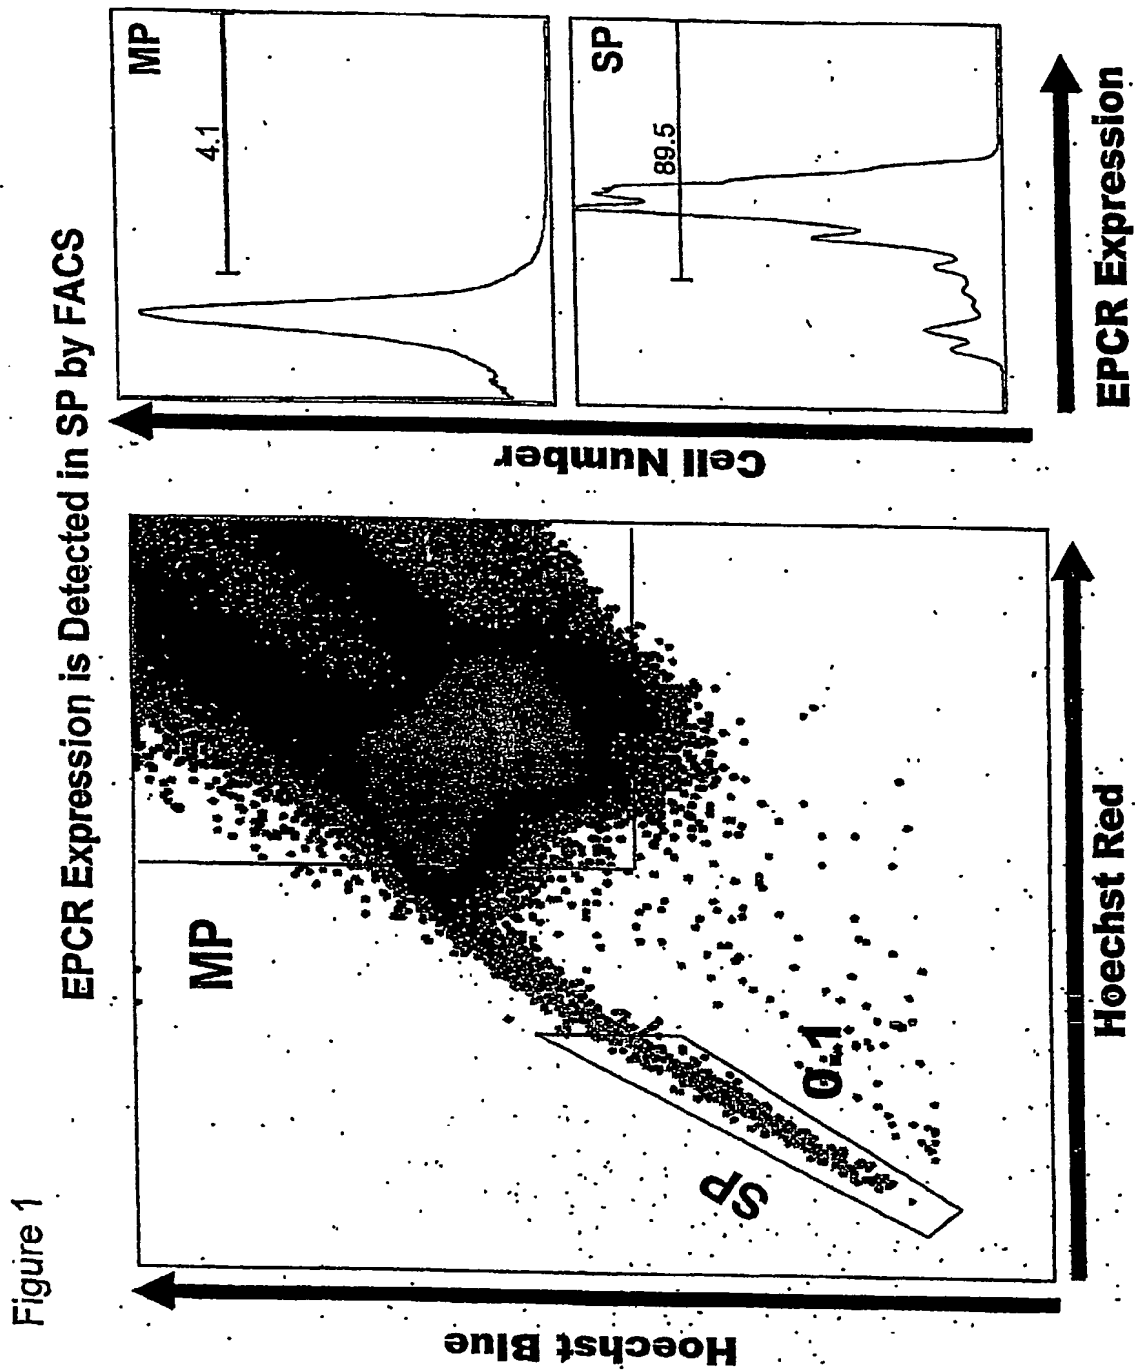 Figure 1
EPCR Expression is Detected in SP by FACS
Hoechst Blue
MP
SP
0.1
Hoechst Red
Cell Number
MP
4.1
SP
89.5
EPCR Expression